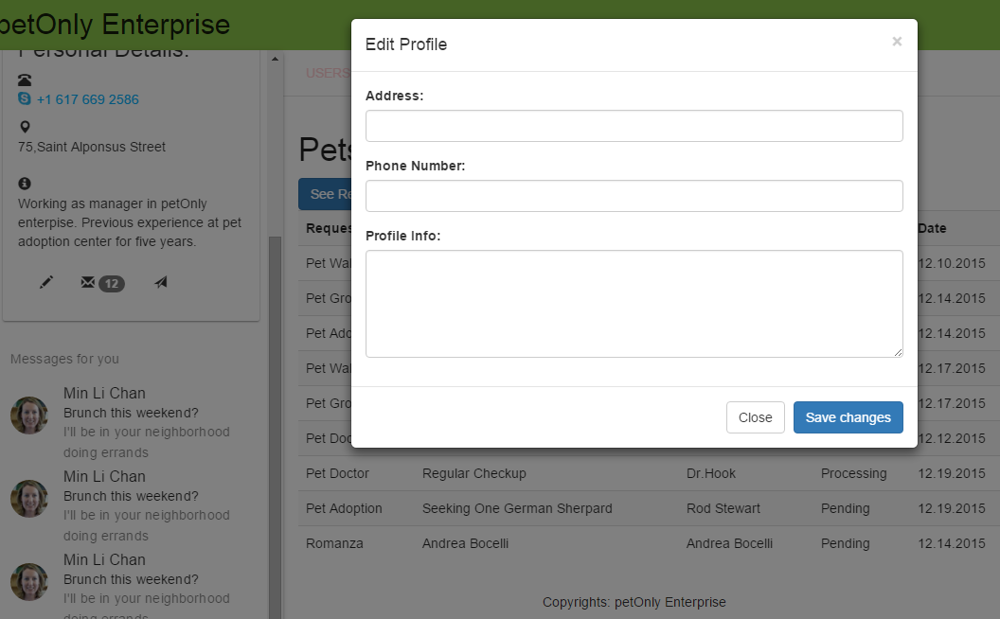 petOnly Enterprise
Personal Details:
+1 617 669 2586
75,Saint Alponsus Street
Working as manager in petOnly
enterpise. Previous experience at pet
adoption center for five years.
12
Messages for you
Min Li Chan
Brunch this weekend?
I'll be in your neighborhood
doing errands
Min Li Chan
Brunch this weekend?
I'll be in your neighborhood
doing errands
Min Li Chan
Brunch this weekend?
I'll be in your neighborhood
doing errands
Edit Profile
×
Address:
Phone Number:
Profile Info:
Close
Save changes
USERS
Pets
See Re
Reques Date
Pet Wal 12.10.2015
Pet Gro 12.14.2015
Pet Ado 12.14.2015
Pet Wal 12.17.2015
Pet Gro 12.17.2015
Pet Doc 12.12.2015
Pet Doctor Regular Checkup Dr.Hook Processing 12.19.2015
Pet Adoption Seeking One German Sherpard Rod Stewart Pending 12.19.2015
Romanza Andrea Bocelli Andrea Bocelli Pending 12.14.2015
Copyrights: petOnly Enterprise